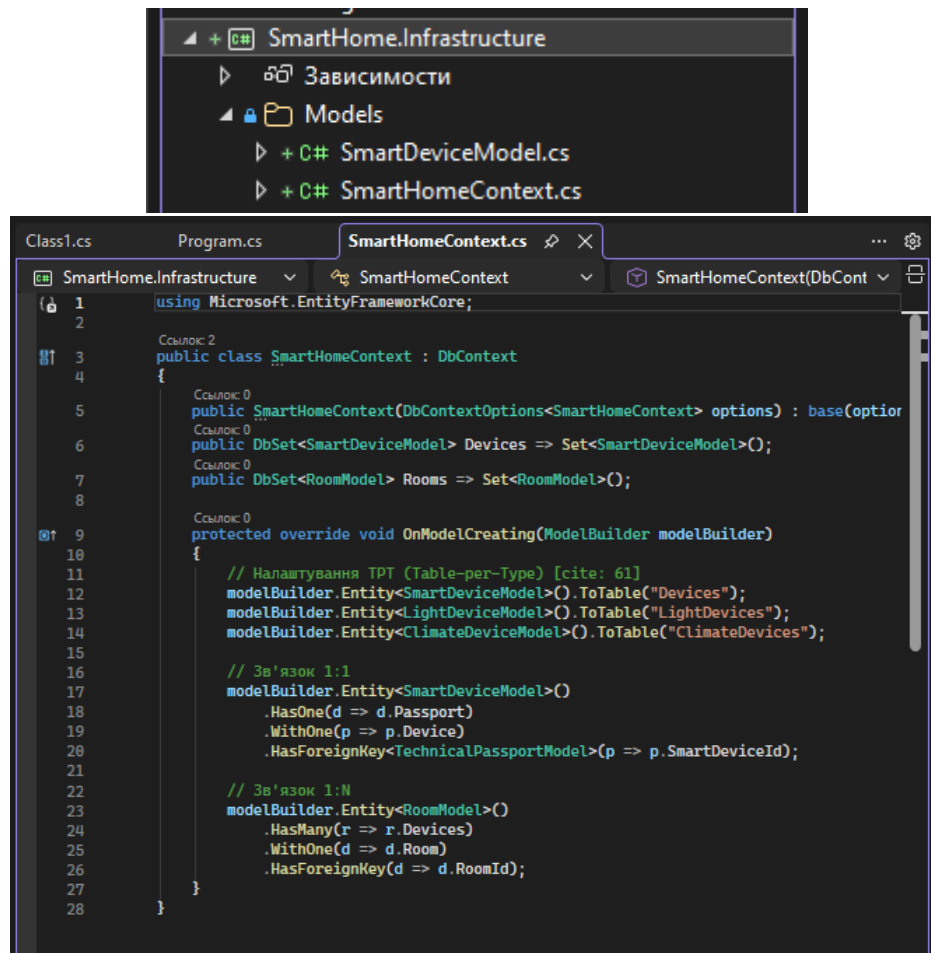 SmartHome.Infrastructure
Зависимости
Models
C# SmartDeviceModel.cs
C# SmartHomeContext.cs
Class1.cs Program.cs SmartHomeContext.cs
C# SmartHome.Infrastructure SmartHomeContext SmartHomeContext(DbCont
1 using Microsoft.EntityFrameworkCore;
2
Ссылок: 2
3 public class SmartHomeContext : DbContext
4 {
Ссылок: 0
5 public SmartHomeContext(DbContextOptions<SmartHomeContext> options) : base(option
Ссылок: 0
6 public DbSet<SmartDeviceModel> Devices => Set<SmartDeviceModel>();
Ссылок: 0
7 public DbSet<RoomModel> Rooms => Set<RoomModel>();
8
Ссылок: 0
9 protected override void OnModelCreating(ModelBuilder modelBuilder)
10 {
11 // Налаштування TPT (Table-per-Type) [cite: 61]
12 modelBuilder.Entity<SmartDeviceModel>().ToTable("Devices");
13 modelBuilder.Entity<LightDeviceModel>().ToTable("LightDevices");
14 modelBuilder.Entity<ClimateDeviceModel>().ToTable("ClimateDevices");
15
16 // Зв'язок 1:1
17 modelBuilder.Entity<SmartDeviceModel>()
18 .HasOne(d => d.Passport)
19 .WithOne(p => p.Device)
20 .HasForeignKey<TechnicalPassportModel>(p => p.SmartDeviceId);
21
22 // Зв'язок 1:N
23 modelBuilder.Entity<RoomModel>()
24 .HasMany(r => r.Devices)
25 .WithOne(d => d.Room)
26 .HasForeignKey(d => d.RoomId);
27 }
28 }